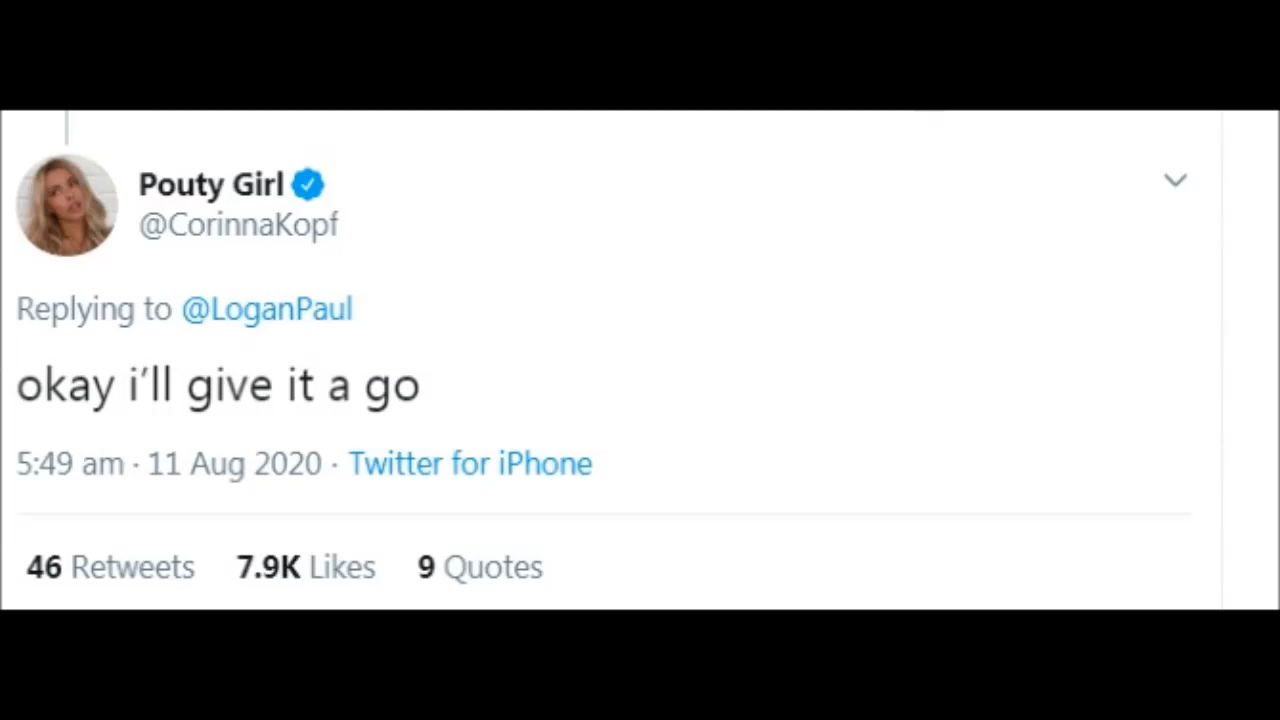 Pouty Girl
@CorinnaKopf
Replying to @LoganPaul
okay i’ll give it a go
5:49 am · 11 Aug 2020 · Twitter for iPhone
46 Retweets 7.9K Likes 9 Quotes